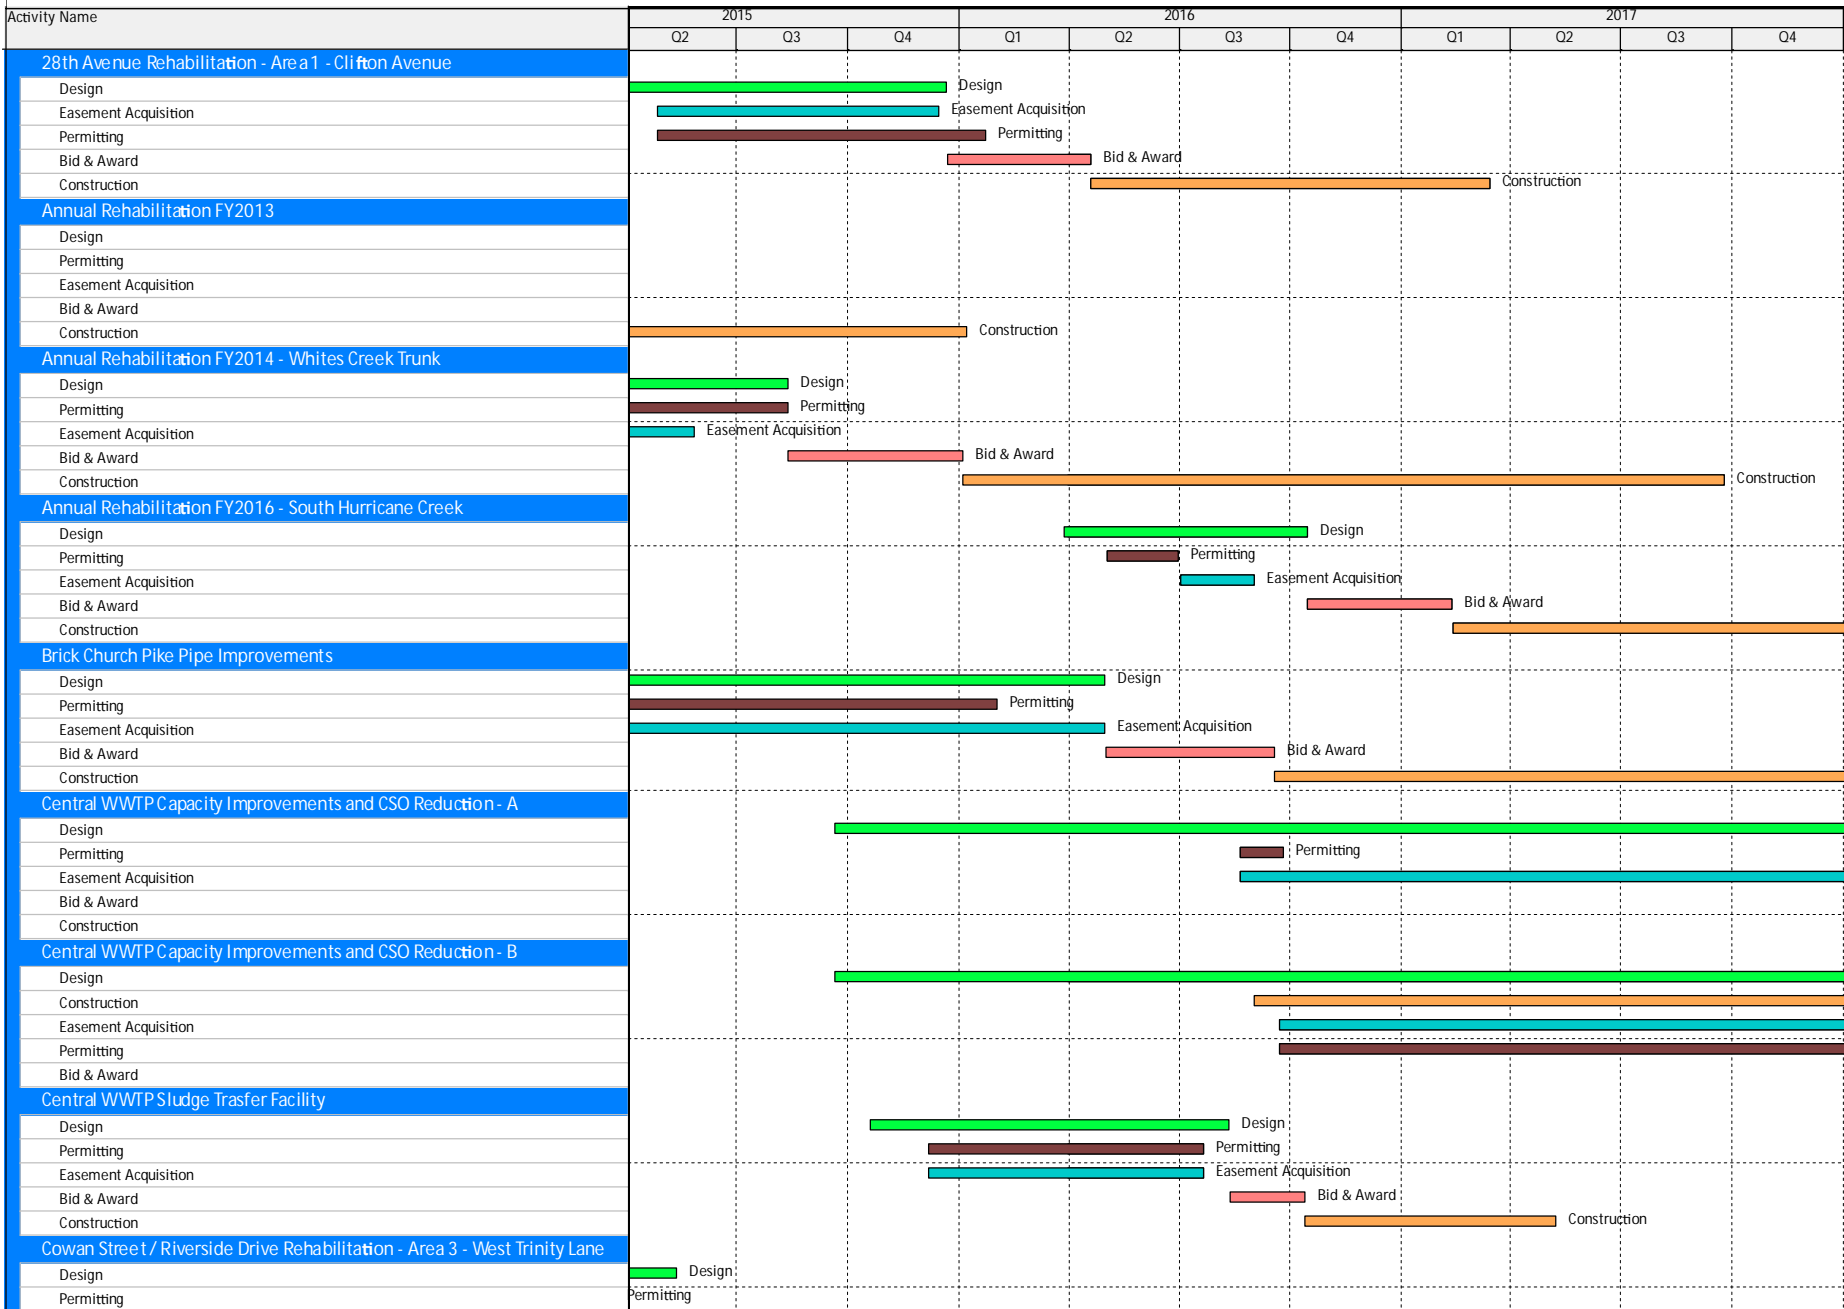 Activity Name 2015 2016 2017
Q2 Q3 Q4 Q1 Q2 Q3 Q4 Q1 Q2 Q3 Q4
28th Avenue Rehabilitation - Area 1 - Clifton Avenue
Design Design
Easement Acquisition Easement Acquisition
Permitting Permitting
Bid & Award Bid & Award
Construction Construction
Annual Rehabilitation FY2013
Design
Permitting
Easement Acquisition
Bid & Award
Construction Construction
Annual Rehabilitation FY2014 - Whites Creek Trunk
Design Design
Permitting Permitting
Easement Acquisition Easement Acquisition
Bid & Award Bid & Award
Construction Construction
Annual Rehabilitation FY2016 - South Hurricane Creek
Design Design
Permitting Permitting
Easement Acquisition Easement Acquisition
Bid & Award Bid & Award
Construction
Brick Church Pike Pipe Improvements
Design Design
Permitting Permitting
Easement Acquisition Easement Acquisition
Bid & Award Bid & Award
Construction
Central WWTP Capacity Improvements and CSO Reduction - A
Design
Permitting Permitting
Easement Acquisition
Bid & Award
Construction
Central WWTP Capacity Improvements and CSO Reduction - B
Design
Construction
Easement Acquisition
Permitting
Bid & Award
Central WWTP Sludge Trasfer Facility
Design Design
Permitting Permitting
Easement Acquisition Easement Acquisition
Bid & Award Bid & Award
Construction Construction
Cowan Street / Riverside Drive Rehabilitation - Area 3 - West Trinity Lane
Design Design
Permitting Permitting